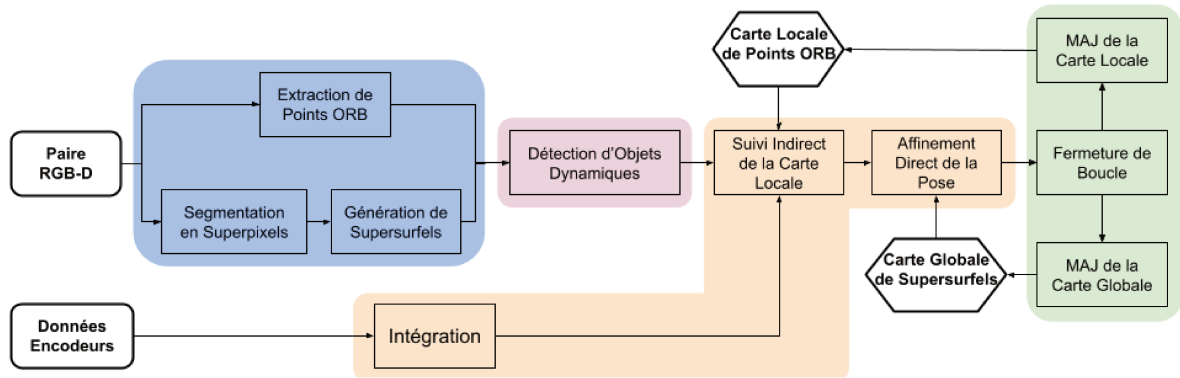 Carte Locale
de Points ORB
MAJ de la
Carte Locale
Extraction de
Points ORB
Paire
RGB-D
Détection d'Objets
Dynamiques
Suivi Indirect
de la Carte
Locale
Affinement
Direct de la
Pose
Fermeture de
Boucle
Segmentation
en Superpixels
Génération de
Supersurfels
Carte Globale
de Supersurfels
MAJ de la
Carte Globale
Données
Encodeurs
Intégration